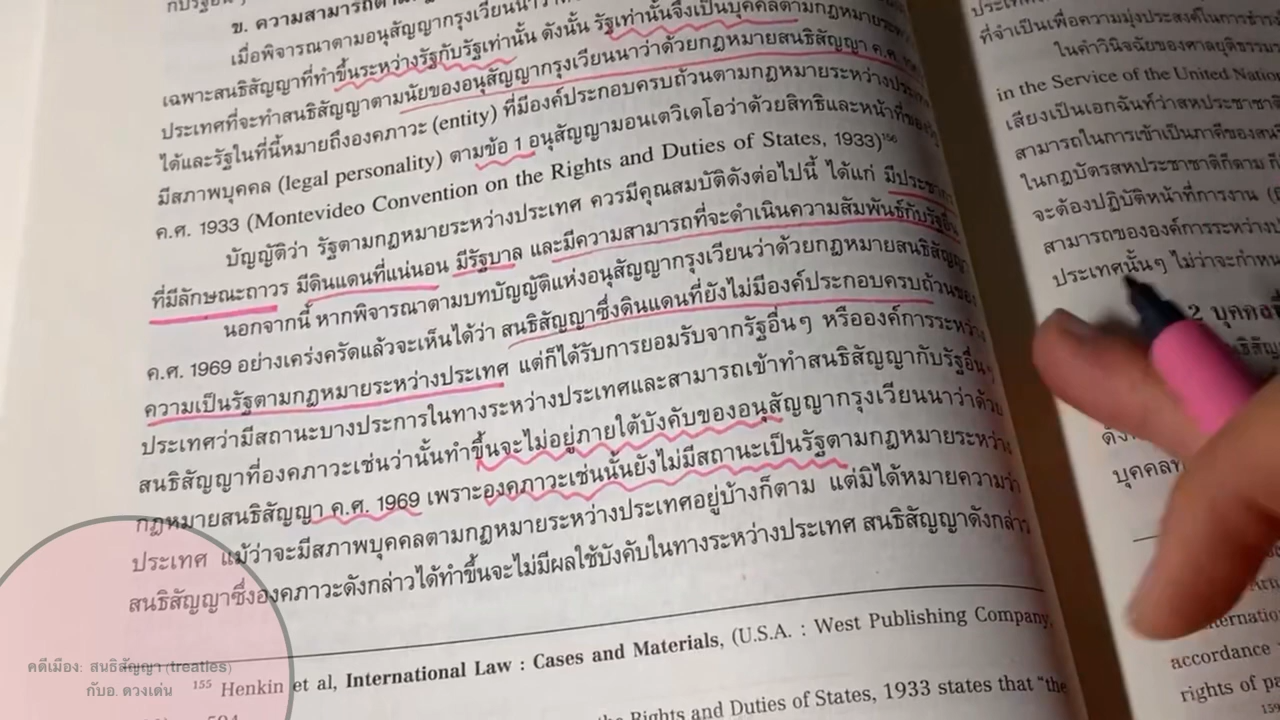 ข. ความสามารถตาม
เมื่อพิจารณาตามอนุสัญญากรุงเวียนนาว่า
เฉพาะสนธิสัญญาที่ทำขึ้นระหว่างรัฐกับรัฐเท่านั้น ดังนั้น รัฐเท่านั้นจึงเป็นบุคคลตามกฎหมายระหว่าง
ประเทศที่จะทำสนธิสัญญาตามนัยของอนุสัญญากรุงเวียนนาว่าด้วยกฎหมายสนธิสัญญา ค.ศ.
ได้และรัฐในที่นี้หมายถึงองคภาวะ (entity) ที่มีองค์ประกอบครบถ้วนตามกฎหมายระหว่างประเทศ
มีสภาพบุคคล (legal personality) ตามข้อ 1 อนุสัญญามอนเตวิเดโอว่าด้วยสิทธิและหน้าที่ของรัฐ
ค.ศ. 1933 (Montevideo Convention on the Rights and Duties of States, 1933)¹⁵⁶
บัญญัติว่า รัฐตามกฎหมายระหว่างประเทศ ควรมีคุณสมบัติดังต่อไปนี้ ได้แก่ มีประชากร
ที่มีลักษณะถาวร มีดินแดนที่แน่นอน มีรัฐบาล และมีความสามารถที่จะดำเนินความสัมพันธ์กับรัฐอื่น
นอกจากนี้ หากพิจารณาตามบทบัญญัติแห่งอนุสัญญากรุงเวียนว่าด้วยกฎหมายสนธิสัญญา
ค.ศ. 1969 อย่างเคร่งครัดแล้วจะเห็นได้ว่า สนธิสัญญาซึ่งดินแดนที่ยังไม่มีองค์ประกอบครบถ้วนของ
ความเป็นรัฐตามกฎหมายระหว่างประเทศ แต่ก็ได้รับการยอมรับจากรัฐอื่นๆ หรือองค์การระหว่าง
ประเทศว่ามีสถานะบางประการในทางระหว่างประเทศและสามารถเข้าทำสนธิสัญญากับรัฐอื่นๆ
สนธิสัญญาที่องคภาวะเช่นว่านั้นทำขึ้นจะไม่อยู่ภายใต้บังคับของอนุสัญญากรุงเวียนนาว่าด้วย
กฎหมายสนธิสัญญา ค.ศ. 1969 เพราะองคภาวะเช่นนั้นยังไม่มีสถานะเป็นรัฐตามกฎหมายระหว่าง
ประเทศ แม้ว่าจะมีสภาพบุคคลตามกฎหมายระหว่างประเทศอยู่บ้างก็ตาม แต่มิได้หมายความว่า
สนธิสัญญาซึ่งองคภาวะดังกล่าวได้ทำขึ้นจะไม่มีผลใช้บังคับในทางระหว่างประเทศ สนธิสัญญาดังกล่าว
¹⁵⁵ Henkin et al, International Law : Cases and Materials, (U.S.A. : West Publishing Company,
the Rights and Duties of States, 1933 states that "the
ที่จำเป็นเพื่อความมุ่งประสงค์ในการชำ
ในคำวินิจฉัยของศาลยุติธรรม
in the Service of the United Nation
เสียงเป็นเอกฉันท์ว่าสหประชาชาติ
สามารถในการเข้าเป็นภาคีของสน
ในกฎบัตรสหประชาชาติก็ตาม
จะต้องปฏิบัติหน้าที่การงาน
สามารถขององค์การระหว่าง
ประเทศนั้นๆ ไม่ว่าจะกำหน
2 บุคคล
accordance
rights of pa
คดีเมือง: สนธิสัญญา (treaties)
กับอ. ดวงเด่น